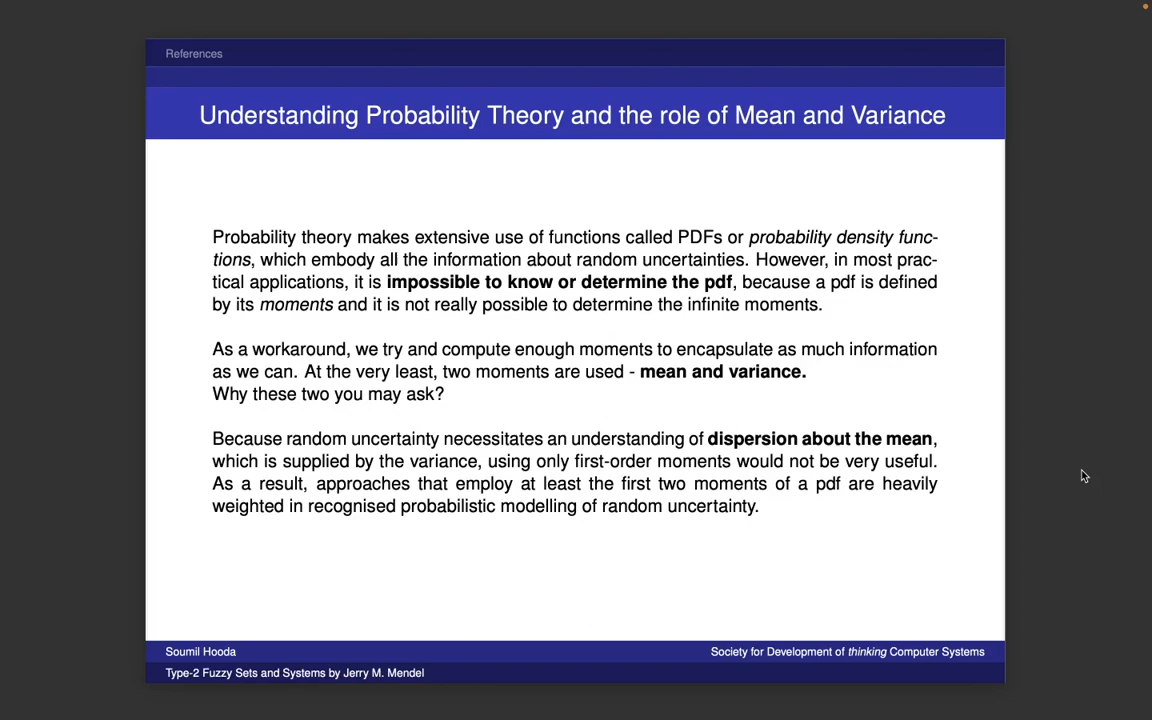 References
Understanding Probability Theory and the role of Mean and Variance
Probability theory makes extensive use of functions called PDFs or probability density func-
tions, which embody all the information about random uncertainties. However, in most prac-
tical applications, it is impossible to know or determine the pdf, because a pdf is defined
by its moments and it is not really possible to determine the infinite moments.
As a workaround, we try and compute enough moments to encapsulate as much information
as we can. At the very least, two moments are used - mean and variance.
Why these two you may ask?
Because random uncertainty necessitates an understanding of dispersion about the mean,
which is supplied by the variance, using only first-order moments would not be very useful.
As a result, approaches that employ at least the first two moments of a pdf are heavily
weighted in recognised probabilistic modelling of random uncertainty.
Soumil Hooda
Society for Development of thinking Computer Systems
Type-2 Fuzzy Sets and Systems by Jerry M. Mendel